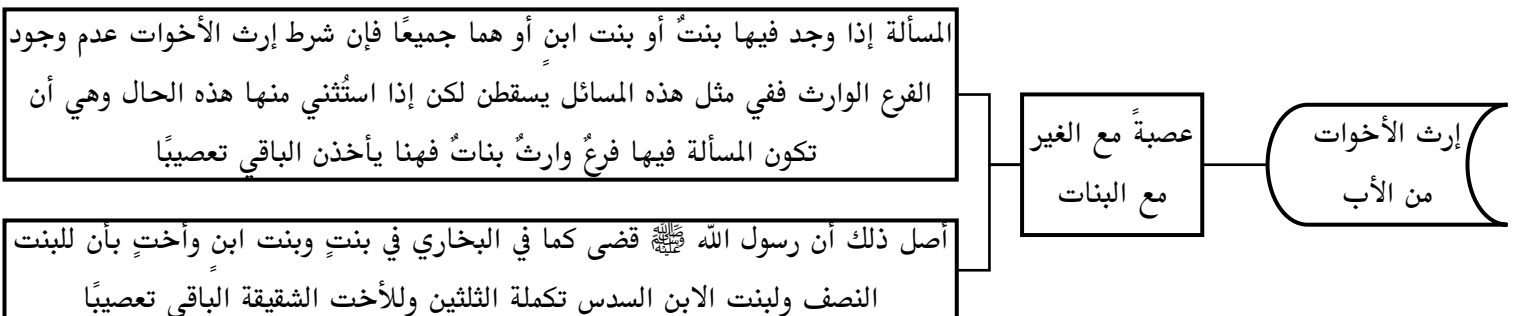 إرث الأخوات
من الأب
عصبةً مع الغير
مع البنات
المسألة إذا وجد فيها بنتٌ أو بنت ابنٍ أو هما جميعًا فإن شرط إرث الأخوات عدم وجود
الفرع الوارث ففي مثل هذه المسائل يسقطن لكن إذا استُثني منها هذه الحال وهي أن
تكون المسألة فيها فرعٌ وارثٌ بناتٌ فهنا يأخذن الباقي تعصيبًا
أصل ذلك أن رسول الله ﷺ قضى كما في البخاري في بنتٍ وبنت ابنٍ وأختٍ بأن للبنت
النصف ولبنت الابن السدس تكملة الثلثين وللأخت الشقيقة الباقي تعصيبًا